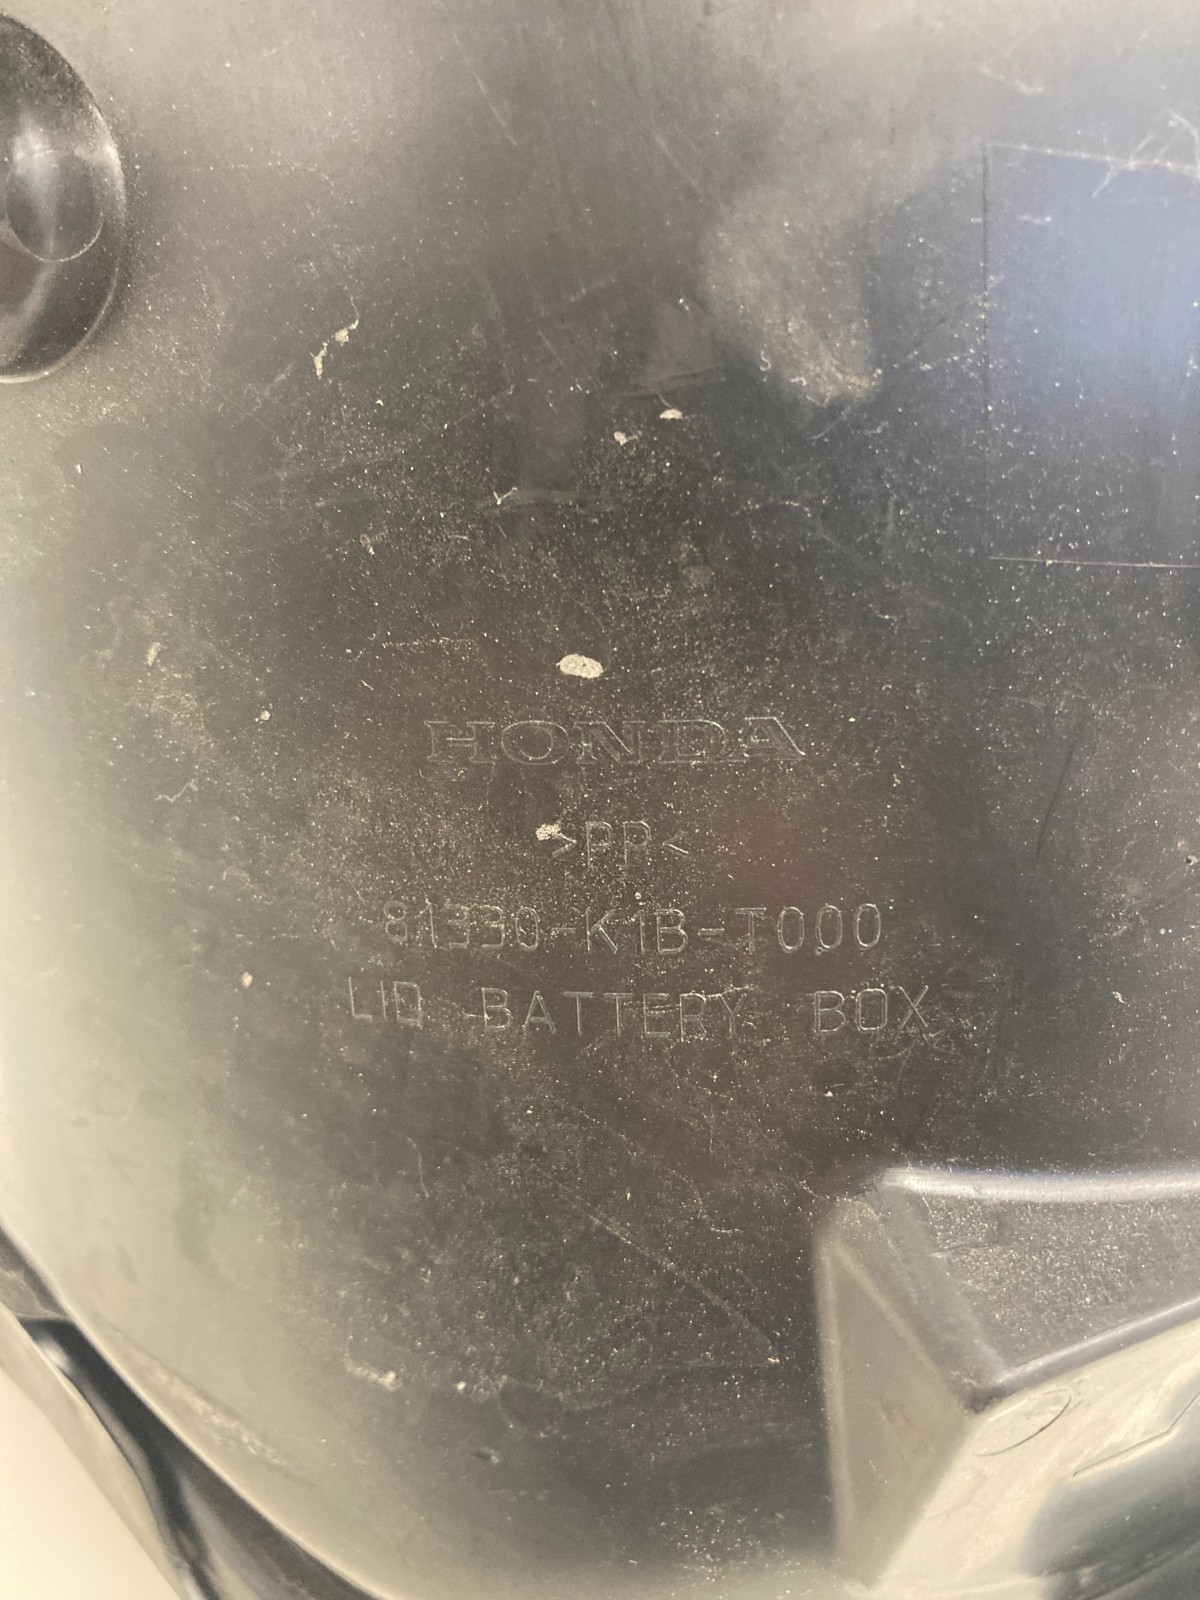 HONDA
>PP<
81330-K1B-T000
LID BATTERY BOX